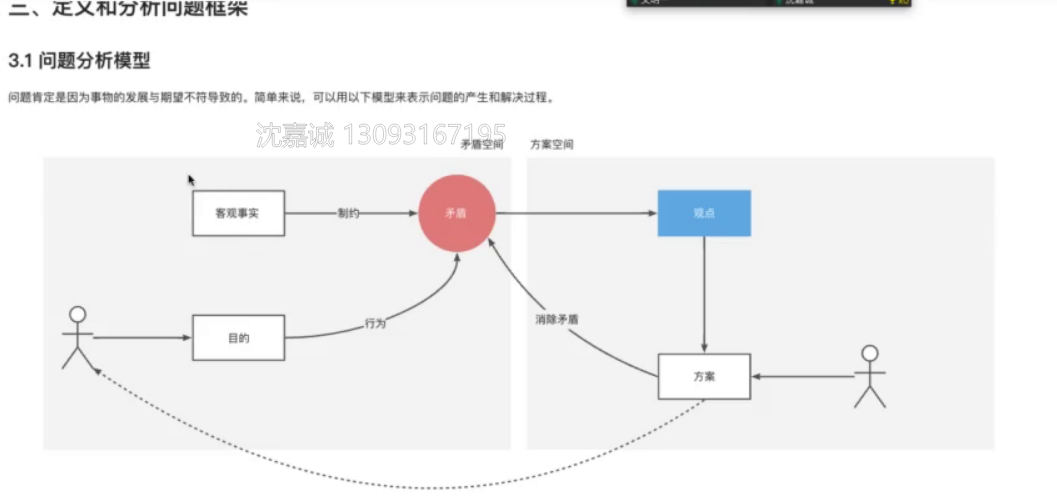 三、定义和分析问题框架
3.1 问题分析模型
问题肯定是因为事物的发展与期望不符导致的。简单来说，可以用以下模型来表示问题的产生和解决过程。
沈嘉诚 13093167195
矛盾空间
方案空间
客观事实
制约
矛盾
观点
行为
消除矛盾
目的
方案